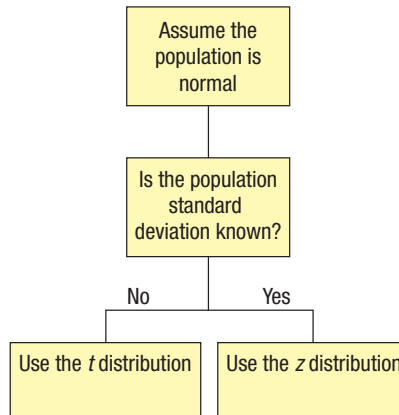 Assume the
population is
normal
Is the population
standard
deviation known?
No
Yes
Use the t distribution
Use the z distribution